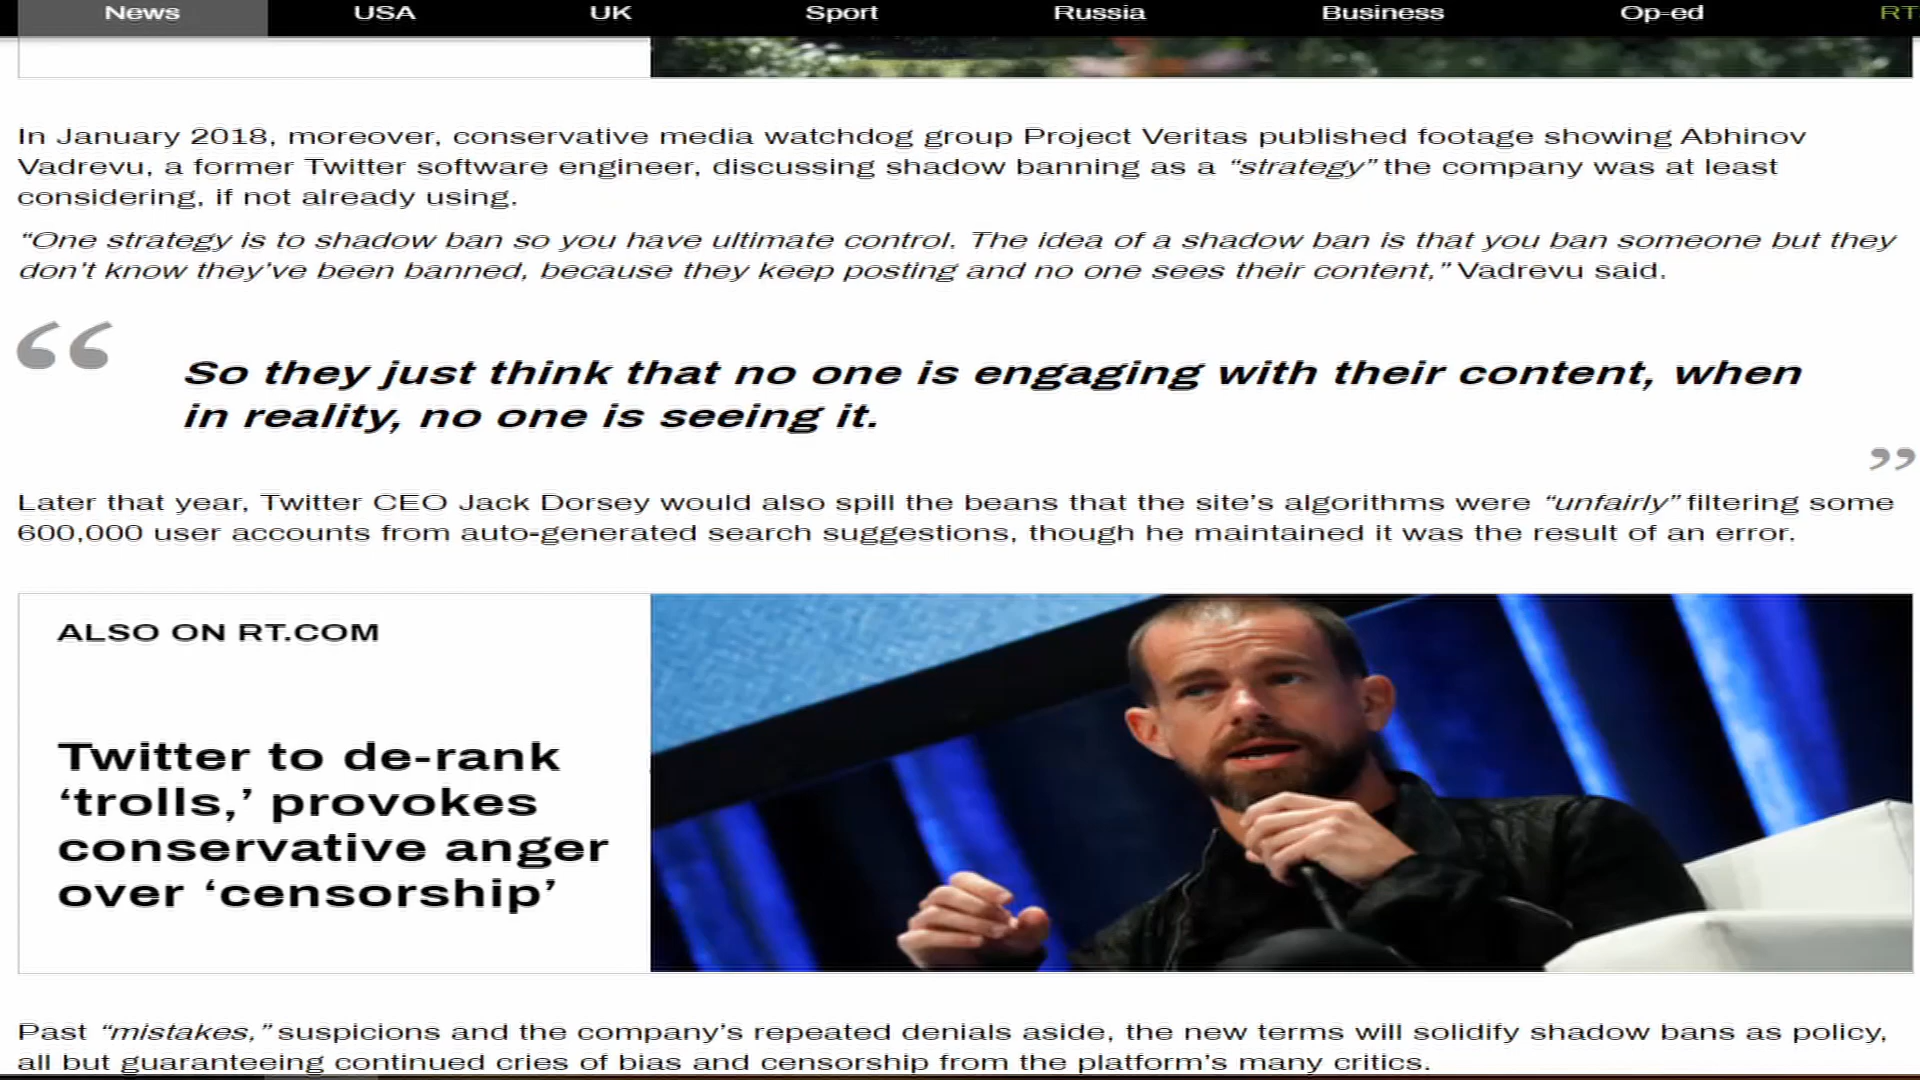 News USA UK Sport Russia Business Op-ed RT
In January 2018, moreover, conservative media watchdog group Project Veritas published footage showing Abhinov
Vadrevu, a former Twitter software engineer, discussing shadow banning as a “strategy” the company was at least
considering, if not already using.
“One strategy is to shadow ban so you have ultimate control. The idea of a shadow ban is that you ban someone but they
don’t know they’ve been banned, because they keep posting and no one sees their content,” Vadrevu said.
“
So they just think that no one is engaging with their content, when
in reality, no one is seeing it.
”
Later that year, Twitter CEO Jack Dorsey would also spill the beans that the site’s algorithms were “unfairly” filtering some
600,000 user accounts from auto-generated search suggestions, though he maintained it was the result of an error.
ALSO ON RT.COM
Twitter to de-rank
‘trolls,’ provokes
conservative anger
over ‘censorship’
Past “mistakes,” suspicions and the company’s repeated denials aside, the new terms will solidify shadow bans as policy,
all but guaranteeing continued cries of bias and censorship from the platform’s many critics.